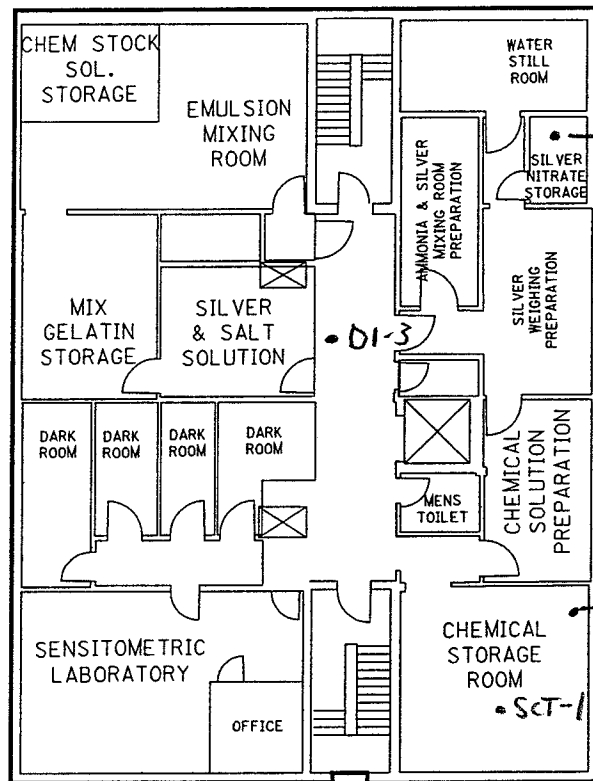 CHEM STOCK
SOL.
STORAGE
EMULSION
MIXING
ROOM
WATER
STILL
ROOM
SILVER
NITRATE
STORAGE
AMMONIA & SILVER
MIXING ROOM
PREPARATION
MIX
GELATIN
STORAGE
SILVER
& SALT
SOLUTION
D1-3
SILVER
WEIGHING
PREPARATION
DARK
ROOM
DARK
ROOM
DARK
ROOM
DARK
ROOM
MENS
TOILET
CHEMICAL
SOLUTION
PREPARATION
SENSITOMETRIC
LABORATORY
OFFICE
CHEMICAL
STORAGE
ROOM
SCT-1